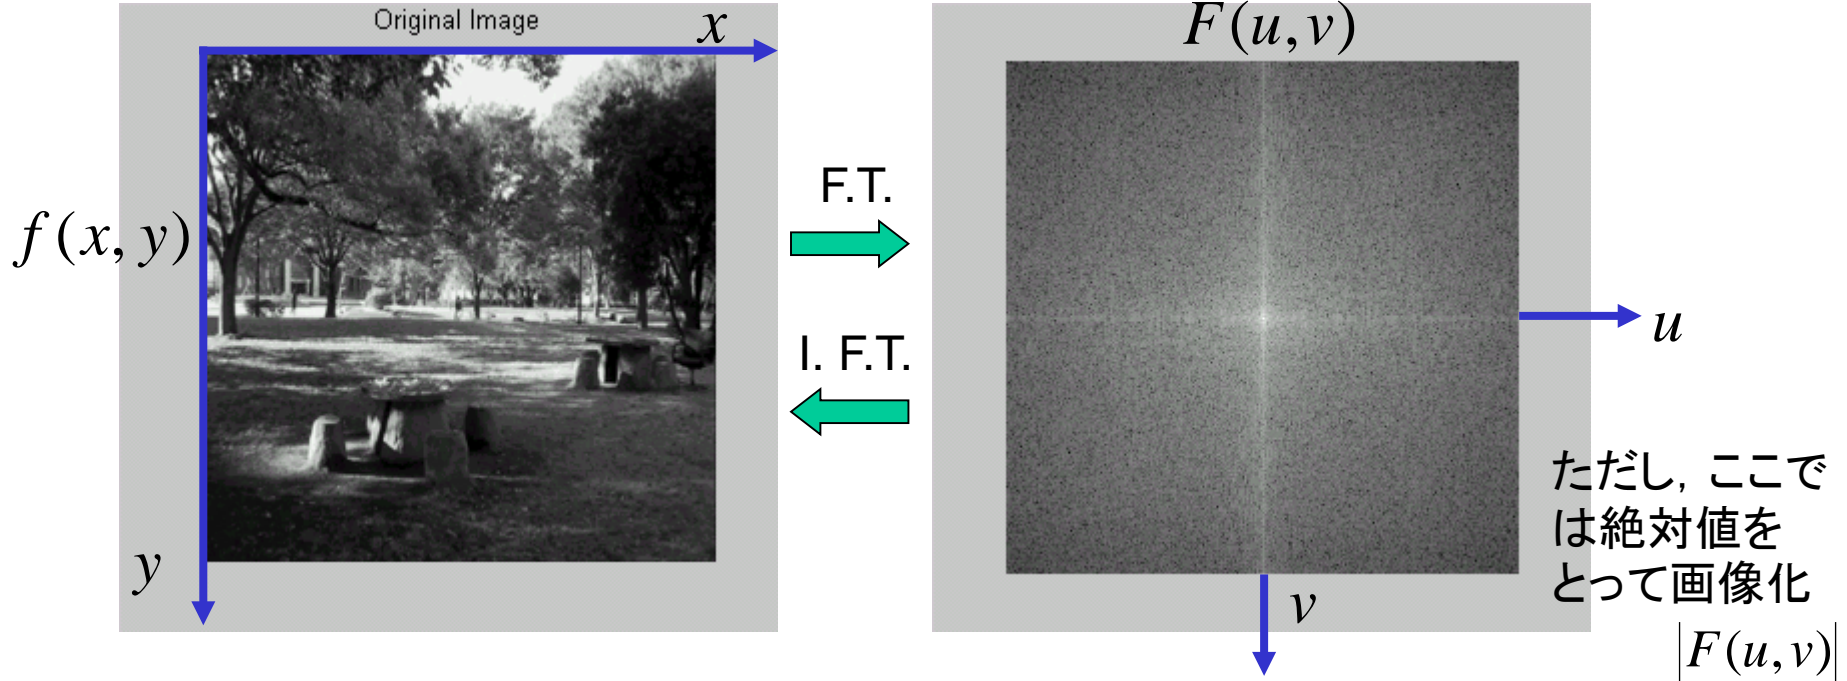 Original Image
x
f(x, y)
y
F.T.
I. F.T.
F(u, v)
u
v
ただし，ここで
は絶対値を
とって画像化
|F(u, v)|